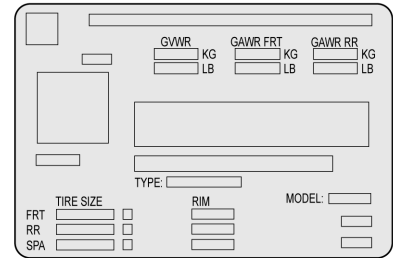 GVWR GAWR FRT GAWR RR
KG KG KG
LB LB LB
TYPE:
TIRE SIZE RIM MODEL:
FRT
RR
SPA